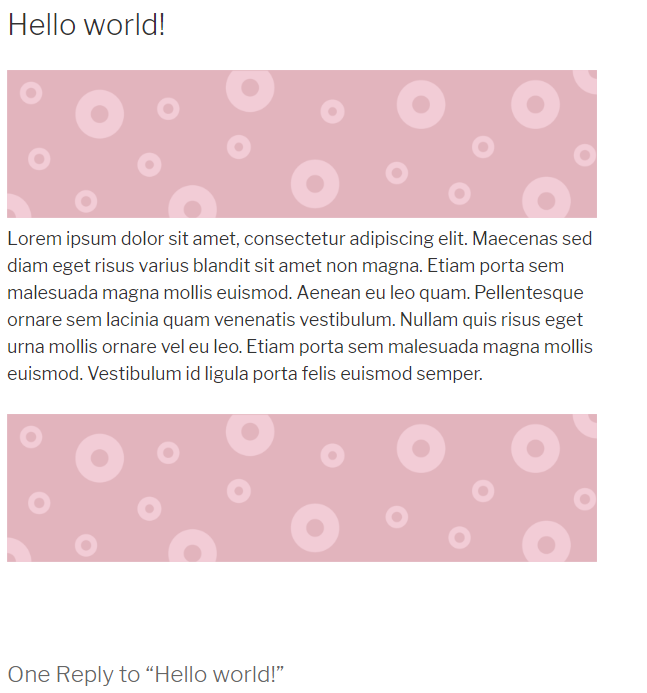 Hello world!
Lorem ipsum dolor sit amet, consectetur adipiscing elit. Maecenas sed
diam eget risus varius blandit sit amet non magna. Etiam porta sem
malesuada magna mollis euismod. Aenean eu leo quam. Pellentesque
ornare sem lacinia quam venenatis vestibulum. Nullam quis risus eget
urna mollis ornare vel eu leo. Etiam porta sem malesuada magna mollis
euismod. Vestibulum id ligula porta felis euismod semper.
One Reply to “Hello world!”